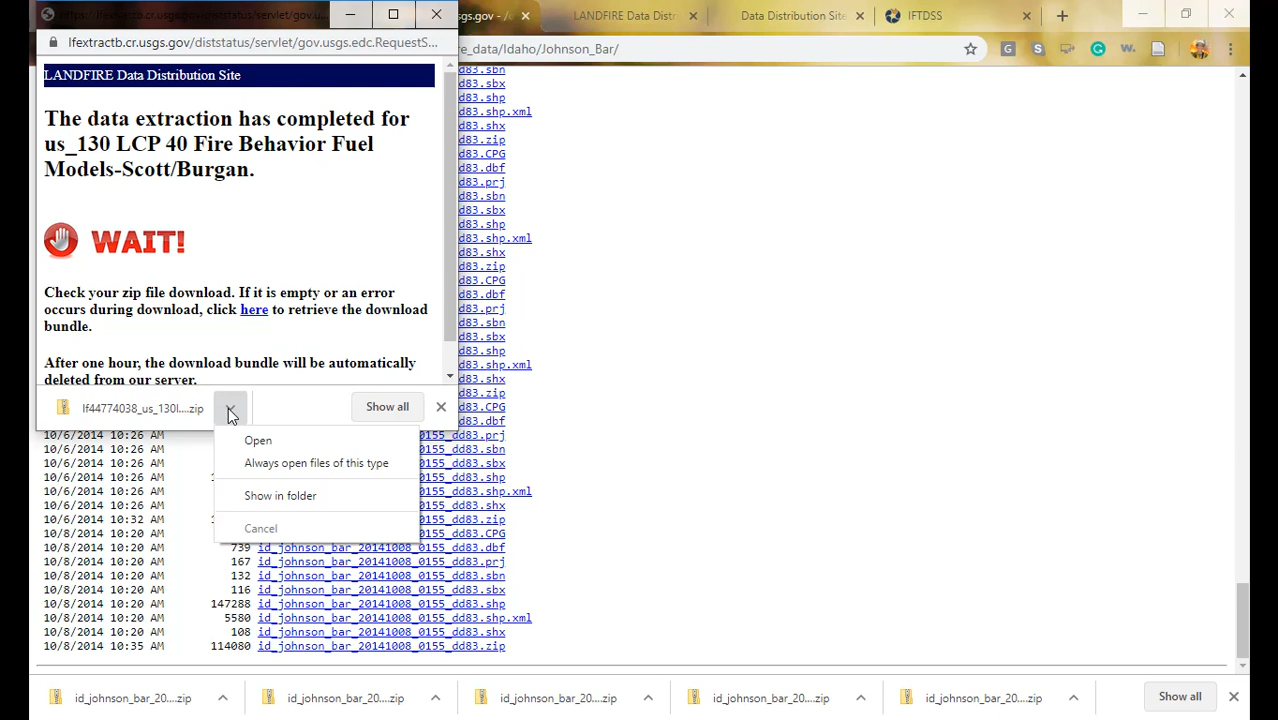 https://lfextractb.cr.usgs.gov/diststatus/servlet/gov.u...
sgs.gov - /
LANDFIRE Data Distr
Data Distribution Site
IFTDSS
lfextractb.cr.usgs.gov/diststatus/servlet/gov.usgs.edc.RequestS...
re_data/Idaho/Johnson_Bar/
LANDFIRE Data Distribution Site
The data extraction has completed for
us_130 LCP 40 Fire Behavior Fuel
Models-Scott/Burgan.
WAIT!
Check your zip file download. If it is empty or an error
occurs during download, click here to retrieve the download
bundle.
After one hour, the download bundle will be automatically
deleted from our server.
lf44774038_us_130l....zip
Show all
Open
Always open files of this type
Show in folder
Cancel
dd83.sbn
dd83.sbx
dd83.shp
dd83.shp.xml
dd83.shx
dd83.zip
dd83.CPG
dd83.dbf
dd83.prj
dd83.sbn
dd83.sbx
dd83.shp
dd83.shp.xml
dd83.shx
dd83.zip
dd83.CPG
dd83.dbf
dd83.prj
dd83.sbn
dd83.sbx
dd83.shp
dd83.shp.xml
dd83.shx
dd83.zip
dd83.CPG
dd83.dbf
10/6/2014 10:26 AM 0155_dd83.prj
10/6/2014 10:26 AM 0155_dd83.sbn
10/6/2014 10:26 AM 0155_dd83.sbx
10/6/2014 10:26 AM 0155_dd83.shp
10/6/2014 10:26 AM 0155_dd83.shp.xml
10/6/2014 10:26 AM 0155_dd83.shx
10/6/2014 10:32 AM 0155_dd83.zip
10/8/2014 10:20 AM 0155_dd83.CPG
10/8/2014 10:20 AM 739 id_johnson_bar_20141008_0155_dd83.dbf
10/8/2014 10:20 AM 167 id_johnson_bar_20141008_0155_dd83.prj
10/8/2014 10:20 AM 132 id_johnson_bar_20141008_0155_dd83.sbn
10/8/2014 10:20 AM 116 id_johnson_bar_20141008_0155_dd83.sbx
10/8/2014 10:20 AM 147288 id_johnson_bar_20141008_0155_dd83.shp
10/8/2014 10:20 AM 5580 id_johnson_bar_20141008_0155_dd83.shp.xml
10/8/2014 10:20 AM 108 id_johnson_bar_20141008_0155_dd83.shx
10/8/2014 10:35 AM 114080 id_johnson_bar_20141008_0155_dd83.zip
id_johnson_bar_20....zip
id_johnson_bar_20....zip
id_johnson_bar_20....zip
id_johnson_bar_20....zip
id_johnson_bar_20....zip
Show all